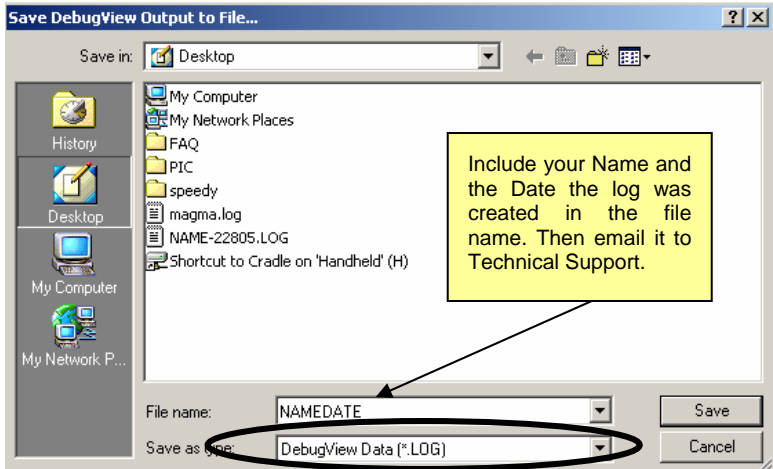 Save DebugView Output to File...
Save in: Desktop
History
Desktop
My Computer
My Network P...
My Computer
My Network Places
FAQ
PIC
speedy
magma.log
NAME-22805.LOG
Shortcut to Cradle on 'Handheld' (H)
Include your Name and
the Date the log was
created in the file
name. Then email it to
Technical Support.
File name: NAMEDATE Save
Save as type: DebugView Data (*.LOG) Cancel